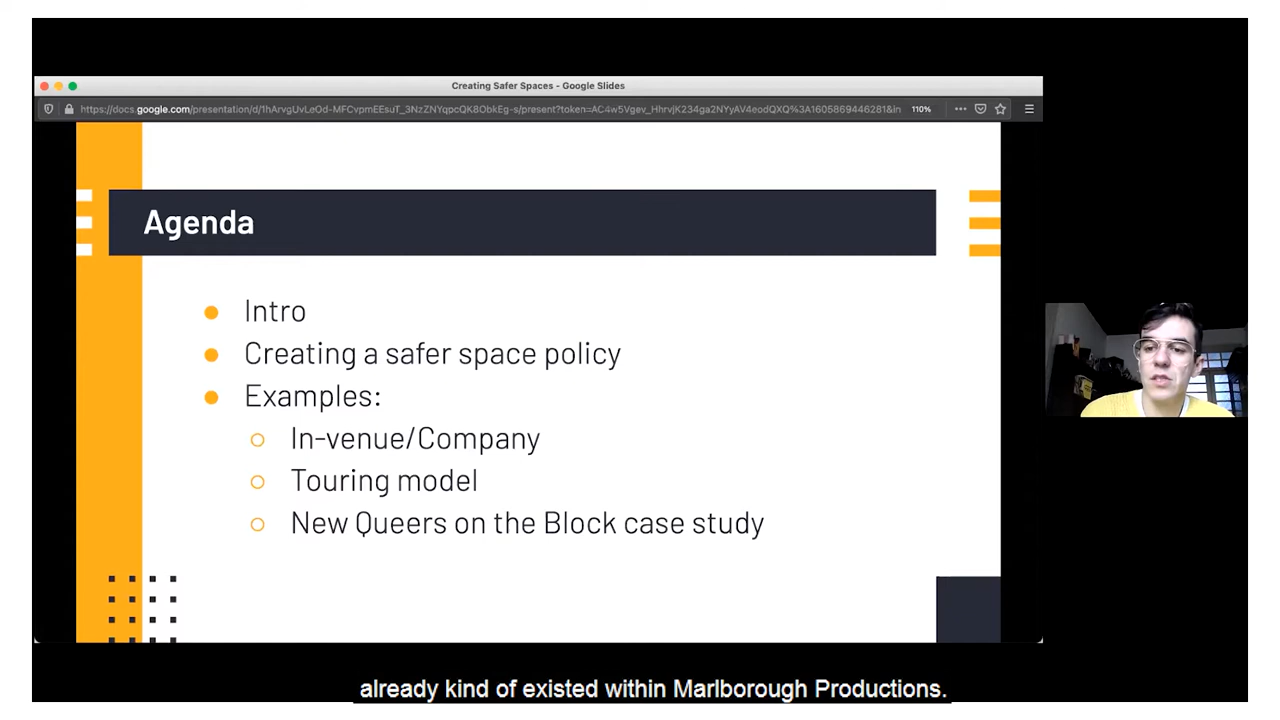 Creating Safer Spaces - Google Slides
110%
Agenda
Intro
Creating a safer space policy
Examples:
In-venue/Company
Touring model
New Queers on the Block case study
already kind of existed within Marlborough Productions.